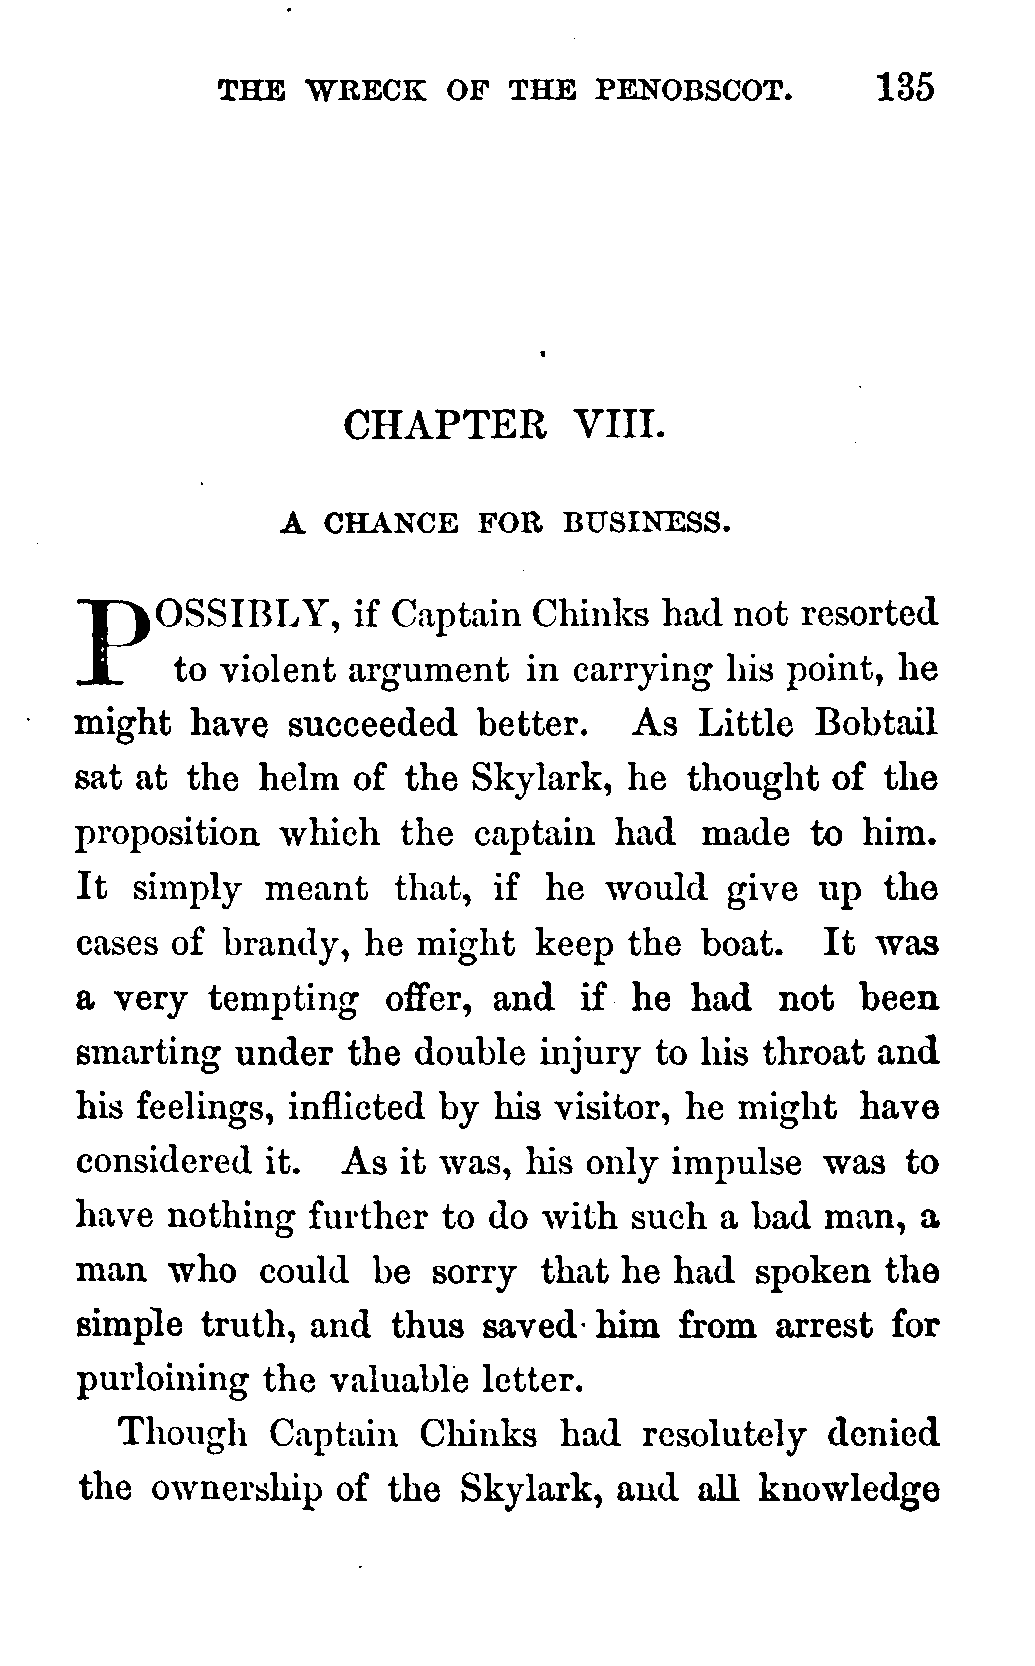 THE WRECK OF THE PENOBSCOT. 135
CHAPTER VIII.
A CHANCE FOR BUSINESS.
POSSIBLY, if Captain Chinks had not resorted
to violent argument in carrying his point, he
might have succeeded better. As Little Bobtail
sat at the helm of the Skylark, he thought of the
proposition which the captain had made to him.
It simply meant that, if he would give up the
cases of brandy, he might keep the boat. It was
a very tempting offer, and if he had not been
smarting under the double injury to his throat and
his feelings, inflicted by his visitor, he might have
considered it. As it was, his only impulse was to
have nothing further to do with such a bad man, a
man who could be sorry that he had spoken the
simple truth, and thus saved him from arrest for
purloining the valuable letter.
Though Captain Chinks had resolutely denied
the ownership of the Skylark, and all knowledge